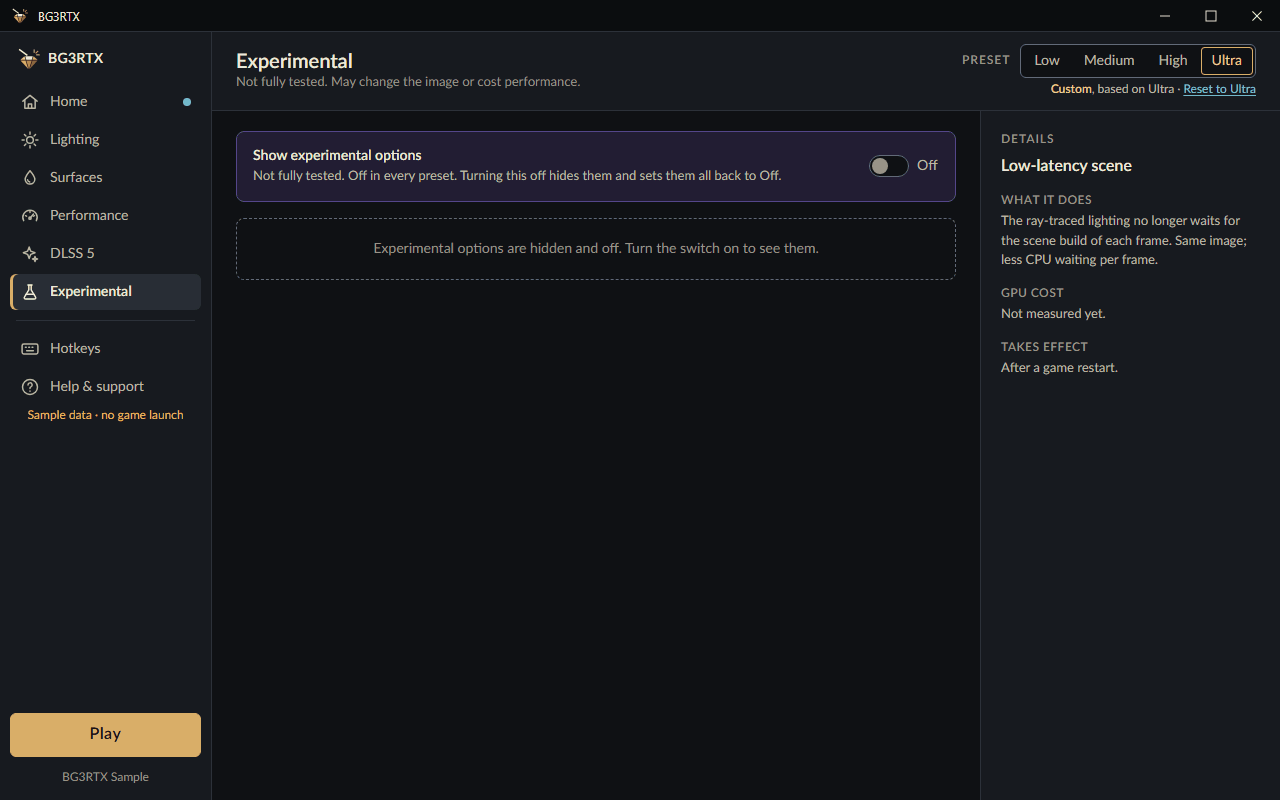 BG3RTX
BG3RTX
Home
Lighting
Surfaces
Performance
DLSS 5
Experimental
Hotkeys
Help & support
Sample data · no game launch
Play
BG3RTX Sample
Experimental
Not fully tested. May change the image or cost performance.
PRESET
Low
Medium
High
Ultra
Custom, based on Ultra · Reset to Ultra
Show experimental options
Not fully tested. Off in every preset. Turning this off hides them and sets them all back to Off.
Off
Experimental options are hidden and off. Turn the switch on to see them.
DETAILS
Low-latency scene
WHAT IT DOES
The ray-traced lighting no longer waits for
the scene build of each frame. Same image;
less CPU waiting per frame.
GPU COST
Not measured yet.
TAKES EFFECT
After a game restart.